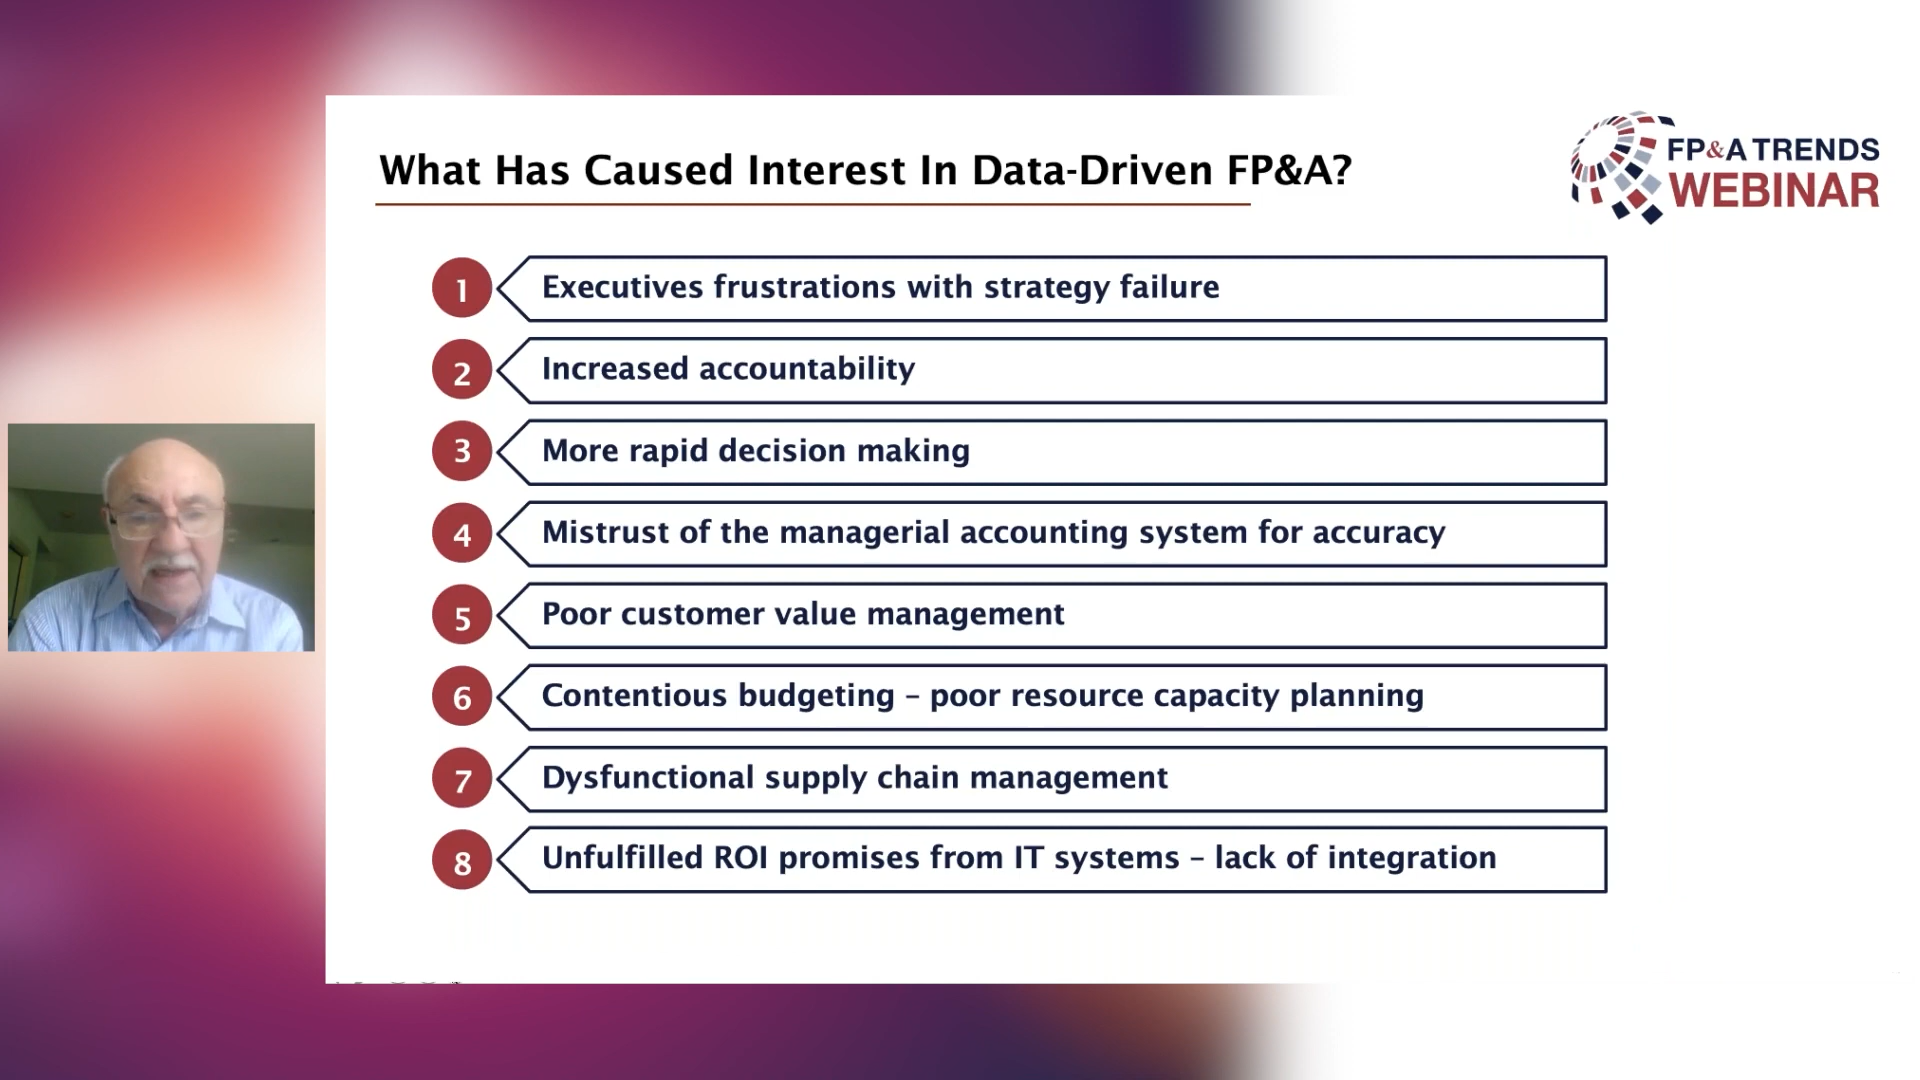 What Has Caused Interest In Data-Driven FP&A?
FP&A TRENDS
WEBINAR
1
Executives frustrations with strategy failure
2
Increased accountability
3
More rapid decision making
4
Mistrust of the managerial accounting system for accuracy
5
Poor customer value management
6
Contentious budgeting – poor resource capacity planning
7
Dysfunctional supply chain management
8
Unfulfilled ROI promises from IT systems – lack of integration